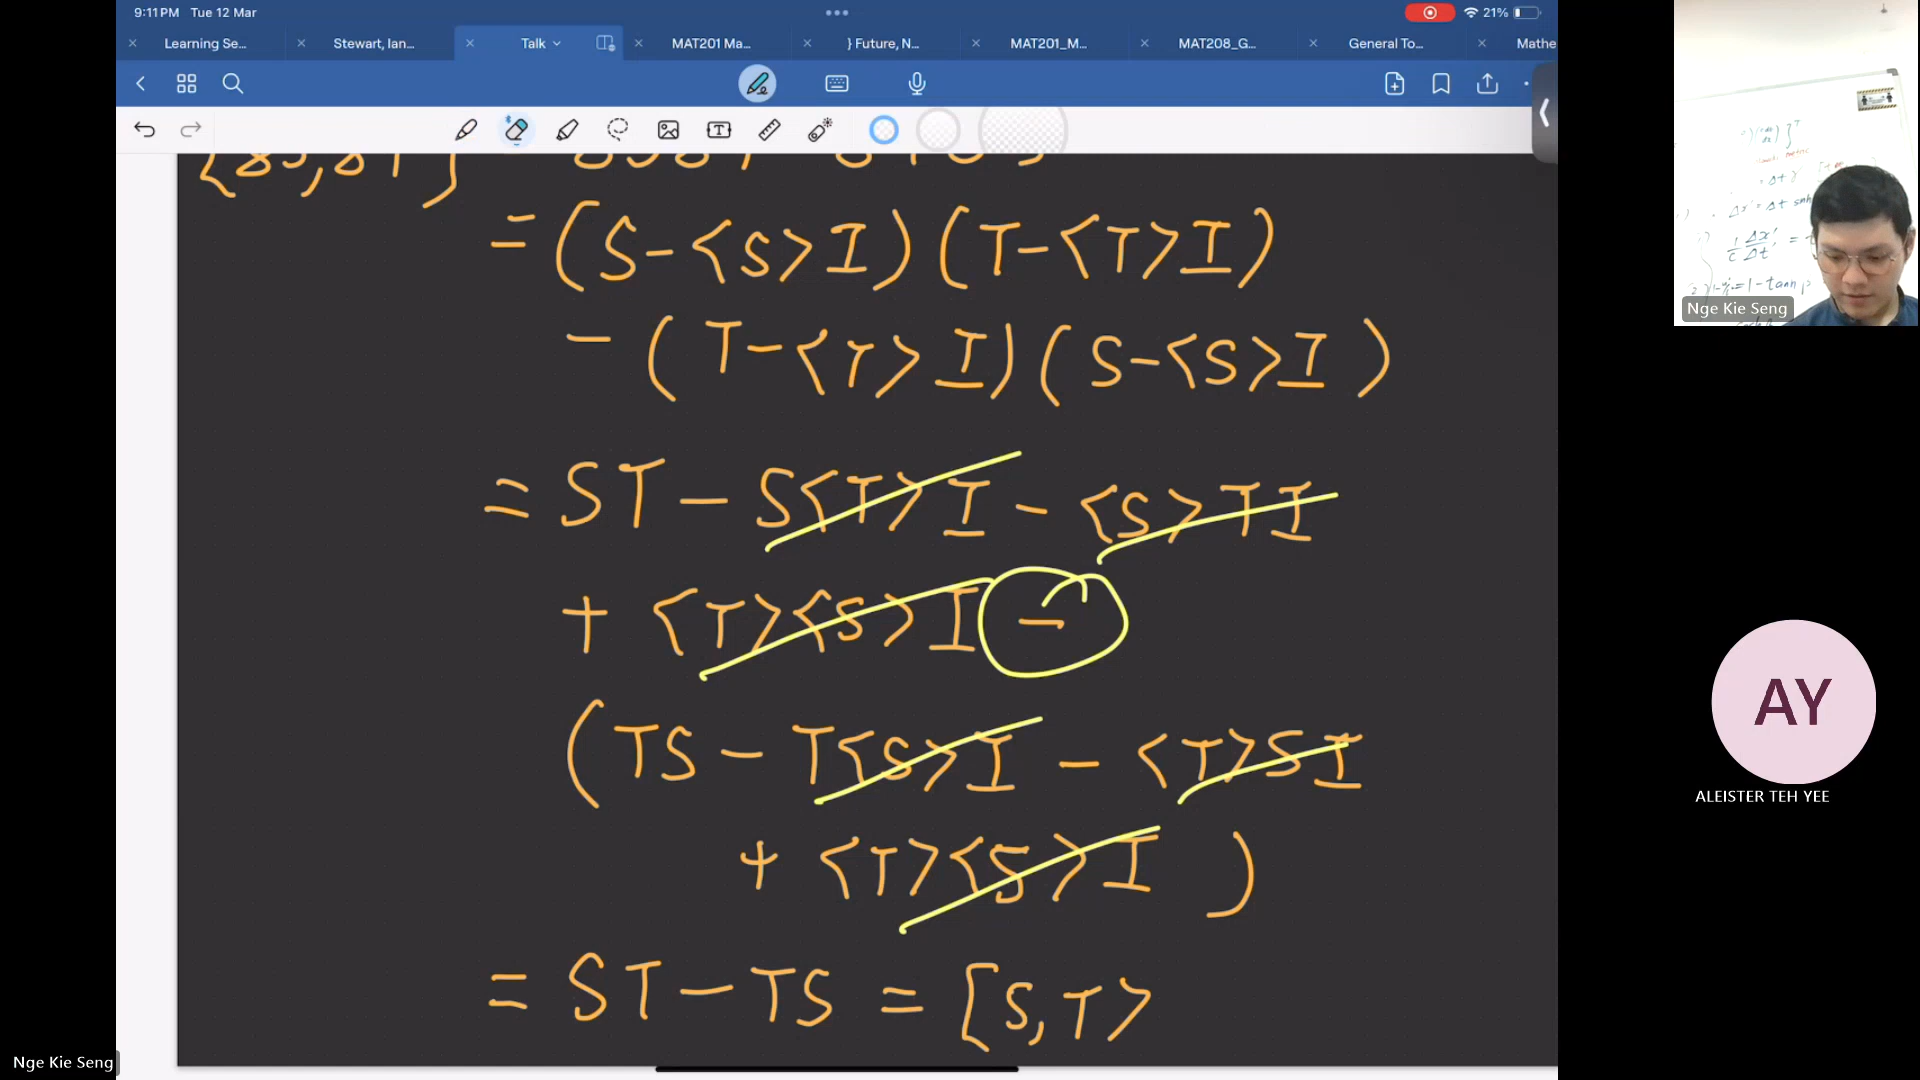 9:11 PM Tue 12 Mar
21%
Learning Se...
Stewart, Ian...
Talk
MAT201 Ma...
} Future, N...
MAT201_M...
MAT208_G...
General To...
Mathe
= (S-<S>I)(T-<T>I)
- (T-<T>I)(S-<S>I)
= ST - S<T>I - <S>TI
+ <T><S>I -
(TS - T<S>I - <T>SI
+ <T><S>I )
= ST - TS = [S,T>
Nge Kie Seng
AY
ALEISTER TEH YEE
Nge Kie Seng